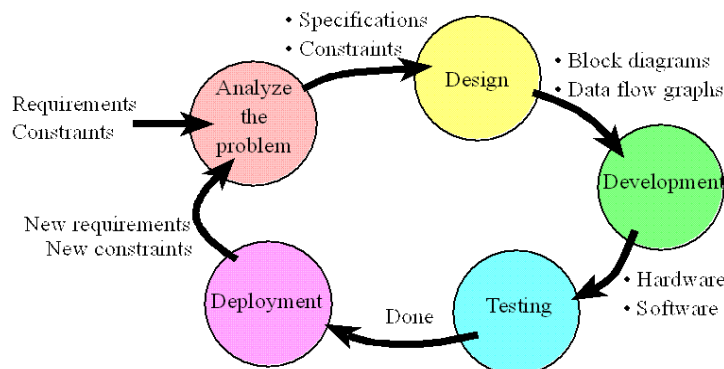 • Specifications
• Constraints
Analyze
the
problem
Design
• Block diagrams
• Data flow graphs
Requirements
Constraints
Development
New requirements
New constraints
• Hardware
• Software
Deployment
Done
Testing